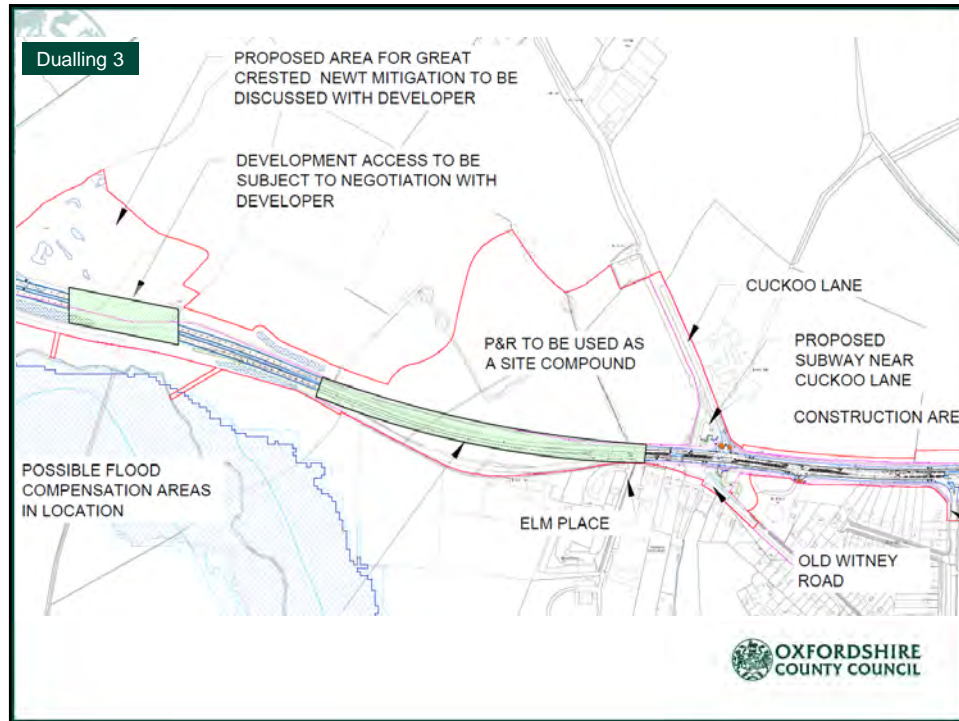 Dualling 3
PROPOSED AREA FOR GREAT
CRESTED NEWT MITIGATION TO BE
DISCUSSED WITH DEVELOPER
DEVELOPMENT ACCESS TO BE
SUBJECT TO NEGOTIATION WITH
DEVELOPER
CUCKOO LANE
P&R TO BE USED AS
A SITE COMPOUND
PROPOSED
SUBWAY NEAR
CUCKOO LANE
CONSTRUCTION ARE
POSSIBLE FLOOD
COMPENSATION AREAS
IN LOCATION
ELM PLACE
OLD WITNEY
ROAD
OXFORDSHIRE
COUNTY COUNCIL